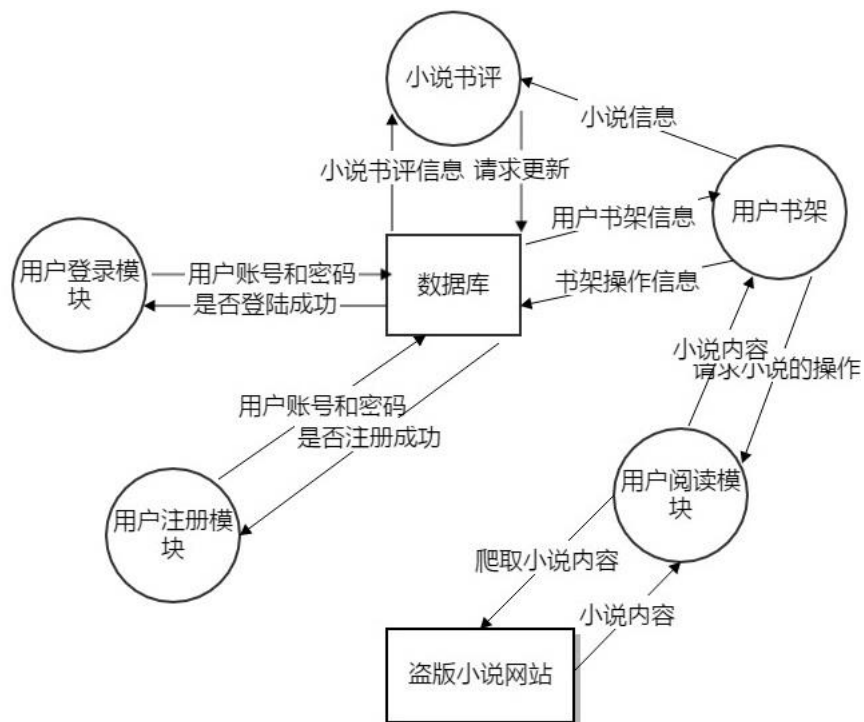 小说书评
小说信息
小说书评信息
请求更新
用户书架信息
用户书架
用户登录模
块
用户账号和密码
是否登陆成功
数据库
书架操作信息
小说内容
请求小说的操作
用户账号和密码
是否注册成功
用户注册模
块
用户阅读模
块
爬取小说内容
小说内容
盗版小说网站